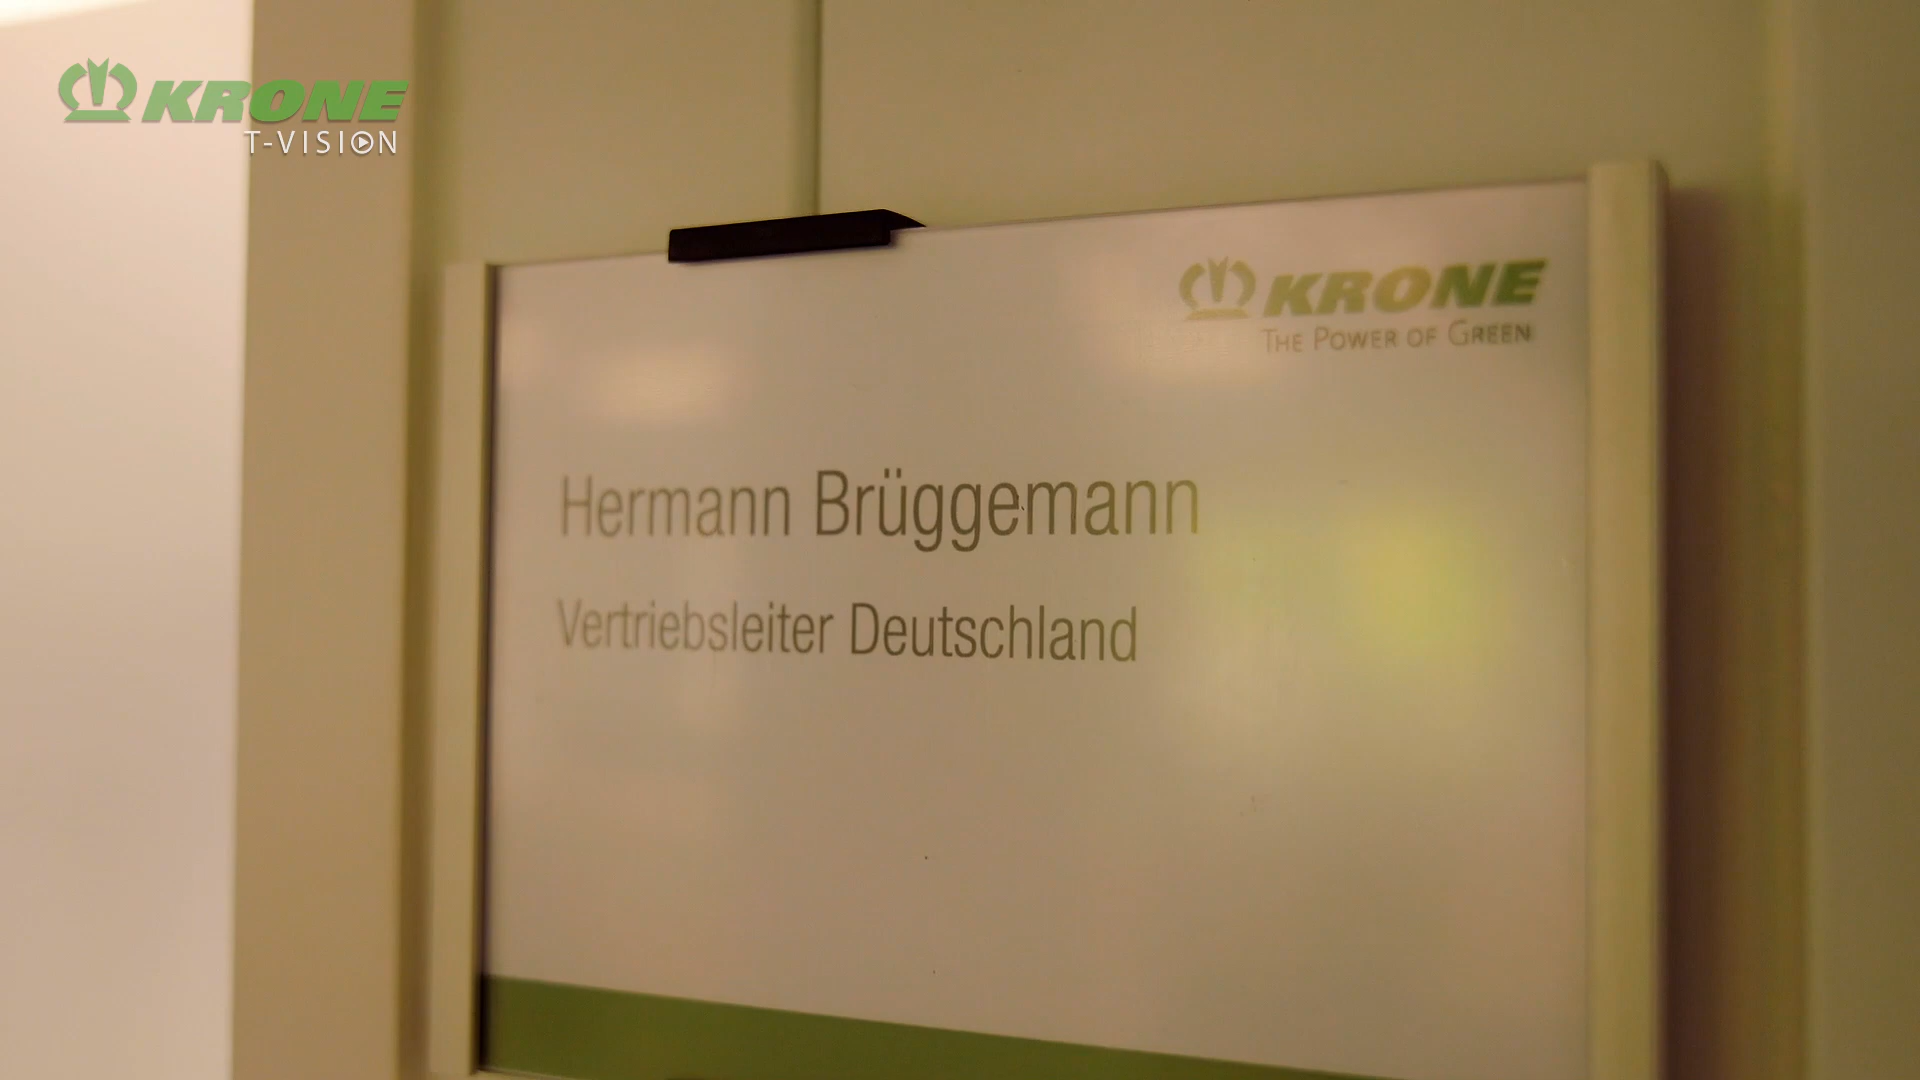 KRONE
T-VISION
KRONE
THE POWER OF GREEN
Hermann Brüggemann
Vertriebsleiter Deutschland